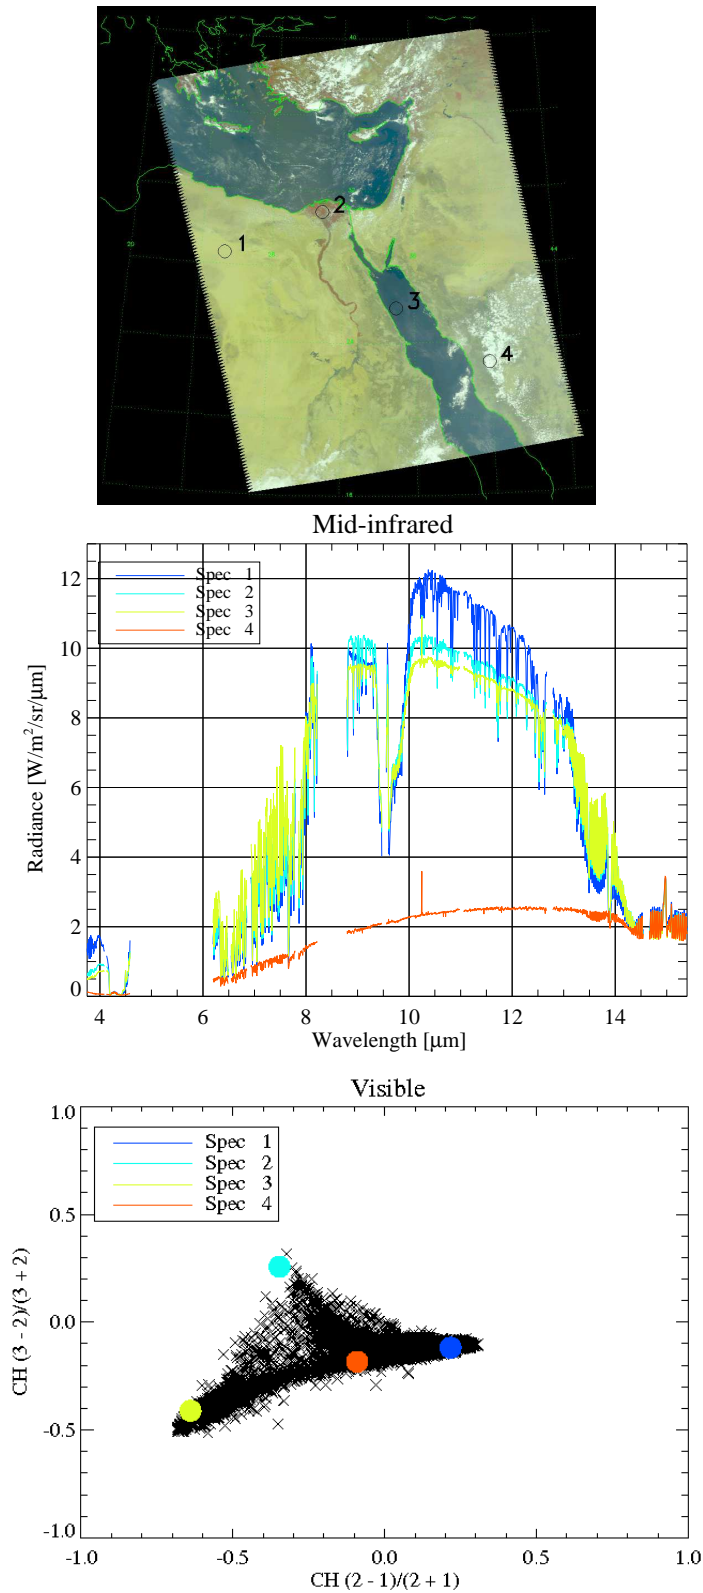 1
2
3
4
Mid-infrared
Radiance [W/m²/sr/μm]
12
10
8
6
4
2
0
Spec 1
Spec 2
Spec 3
Spec 4
4 6 8 10 12 14
Wavelength [μm]
Visible
CH (3 - 2)/(3 + 2)
1.0
0.5
0.0
-0.5
-1.0
Spec 1
Spec 2
Spec 3
Spec 4
-1.0 -0.5 0.0 0.5 1.0
CH (2 - 1)/(2 + 1)